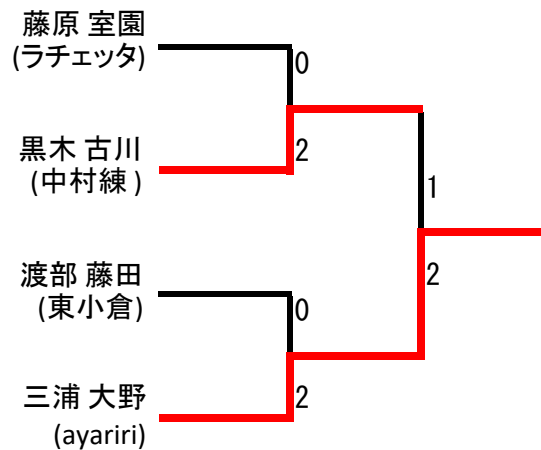 藤原 室園
(ラチェッタ)
0
2
黒木 古川
(中村練 )
1
2
渡部 藤田
(東小倉)
0
2
三浦 大野
(ayariri)